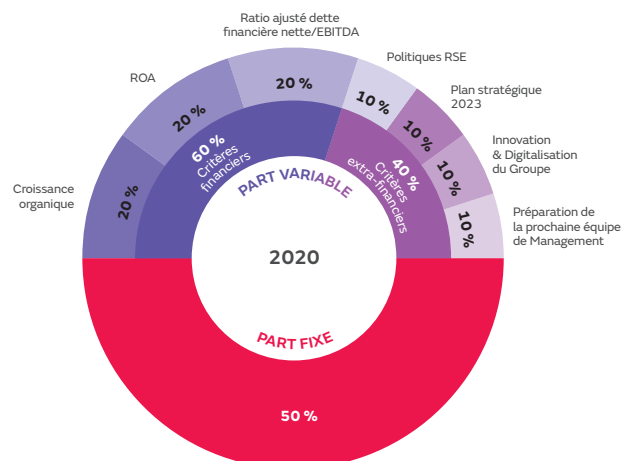 Ratio ajusté dette
financière nette/EBITDA
Politiques RSE
ROA
Plan stratégique
2023
Innovation
& Digitalisation
du Groupe
Croissance
organique
Préparation de
la prochaine équipe
de Management
20 %
20 %
20 %
10 %
10 %
10 %
10 %
60 %
Critères
financiers
40 %
Critères
extra-financiers
PART VARIABLE
2020
PART FIXE
50 %